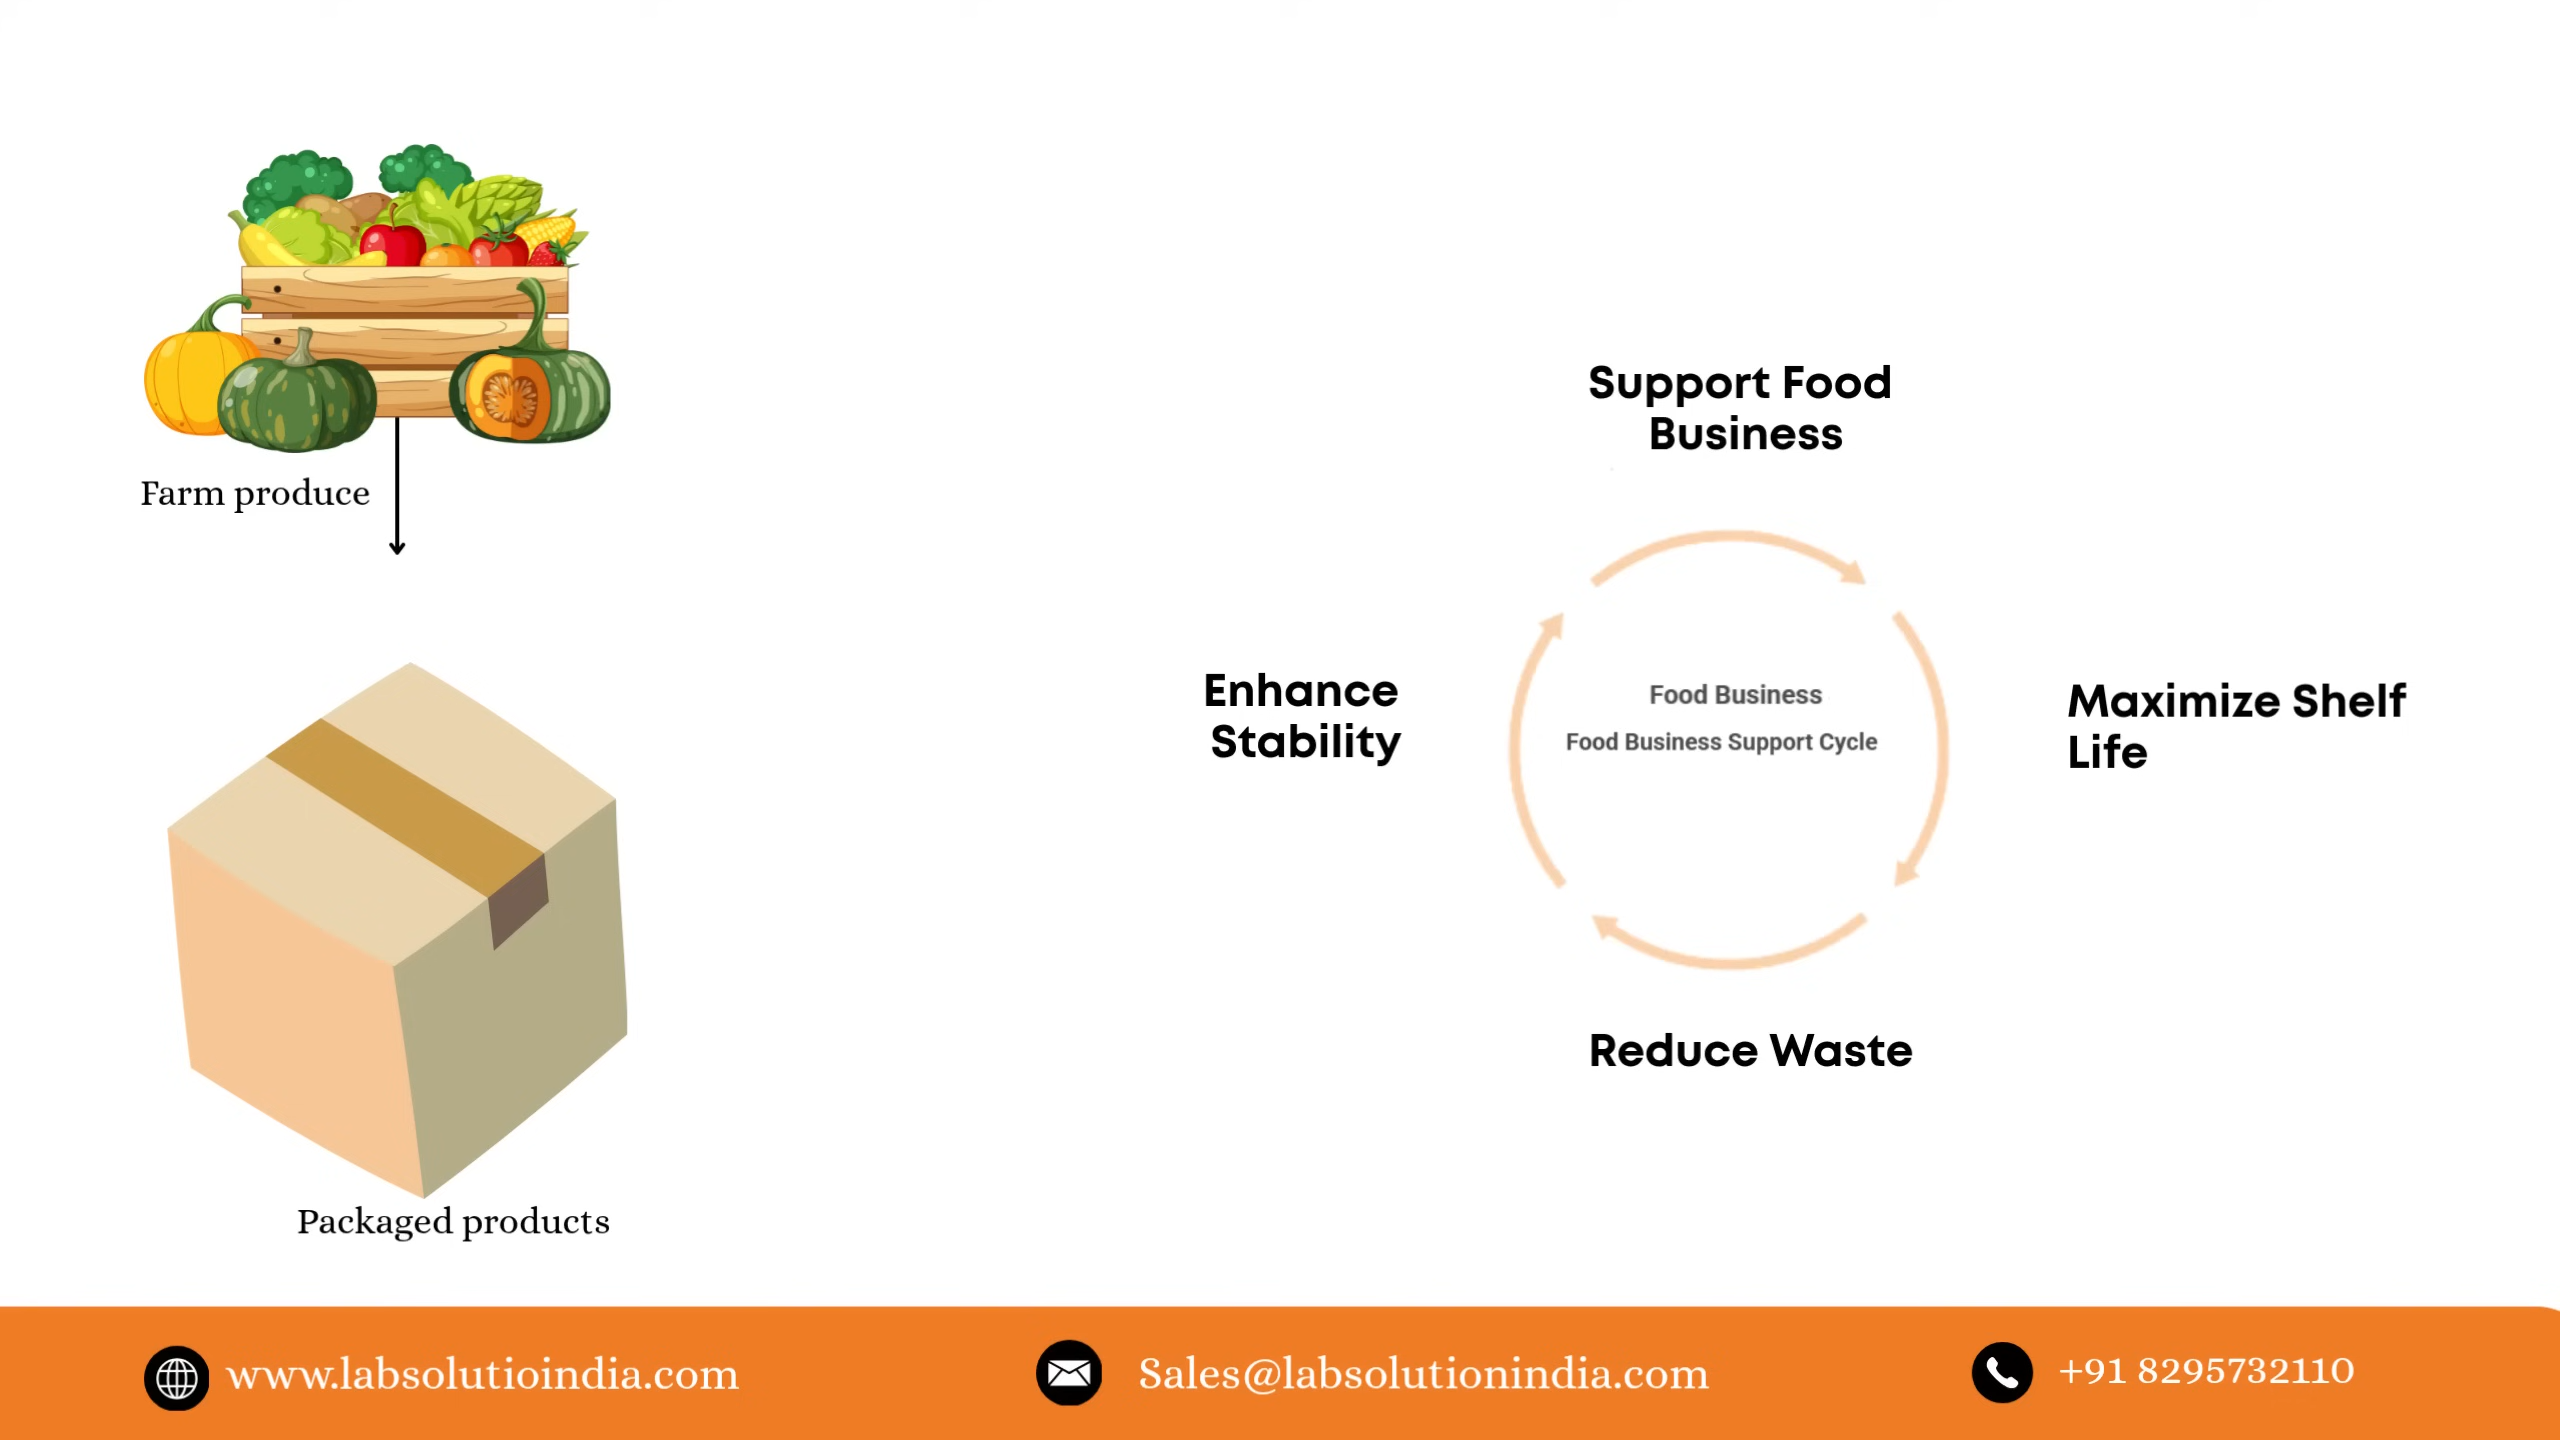 Farm produce
Packaged products
Support Food
Business
Enhance
Stability
Food Business
Food Business Support Cycle
Maximize Shelf
Life
Reduce Waste
www.labsolutioindia.com
Sales@labsolutionindia.com
+91 8295732110